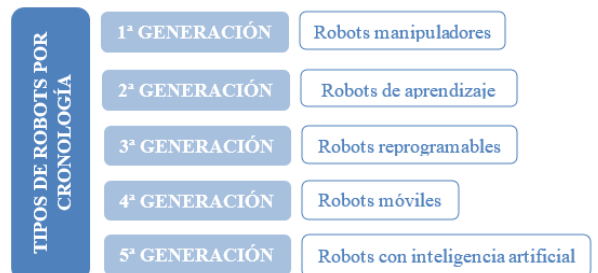 TIPOS DE ROBOTS POR
CRONOLOGÍA
1ª GENERACIÓN
Robots manipuladores
2ª GENERACIÓN
Robots de aprendizaje
3ª GENERACIÓN
Robots reprogramables
4ª GENERACIÓN
Robots móviles
5ª GENERACIÓN
Robots con inteligencia artificial